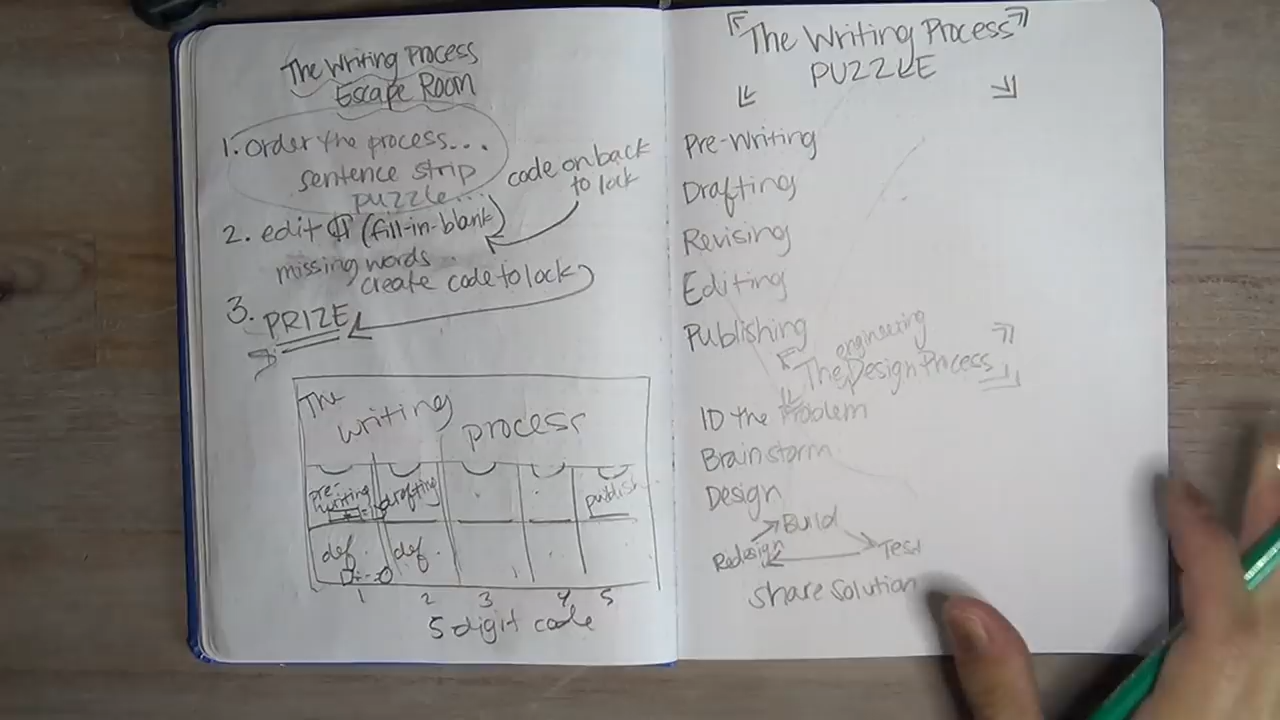 The Writing Process
Escape Room
1. order the process...
sentence strip
puzzle...
code on back
to lock
2. edit (fill-in-blank)
missing words...
create code to lock
3. PRIZE
The
writing process
pre-writing
drafting
publish
def.
def.
1 2 3 4 5
5 digit code
The Writing Process
PUZZLE
Pre-Writing
Drafting
Revising
Editing
Publishing
engineering
The Design Process
ID the Problem
Brainstorm
Design
Build
Redesign
Test
Share Solution